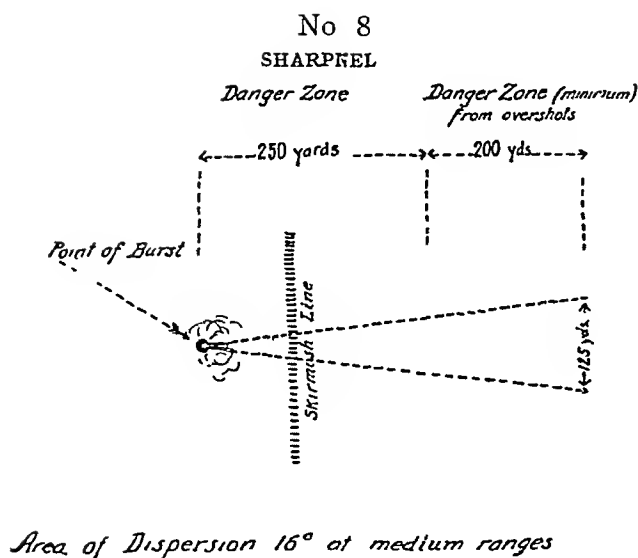 No 8
SHARPNEL
Danger Zone
Danger Zone (minimum)
from overshots
250 yards
200 yds
Point of Burst
Skirmish Line
125 yds
Area of Dispersion 16° at medium ranges